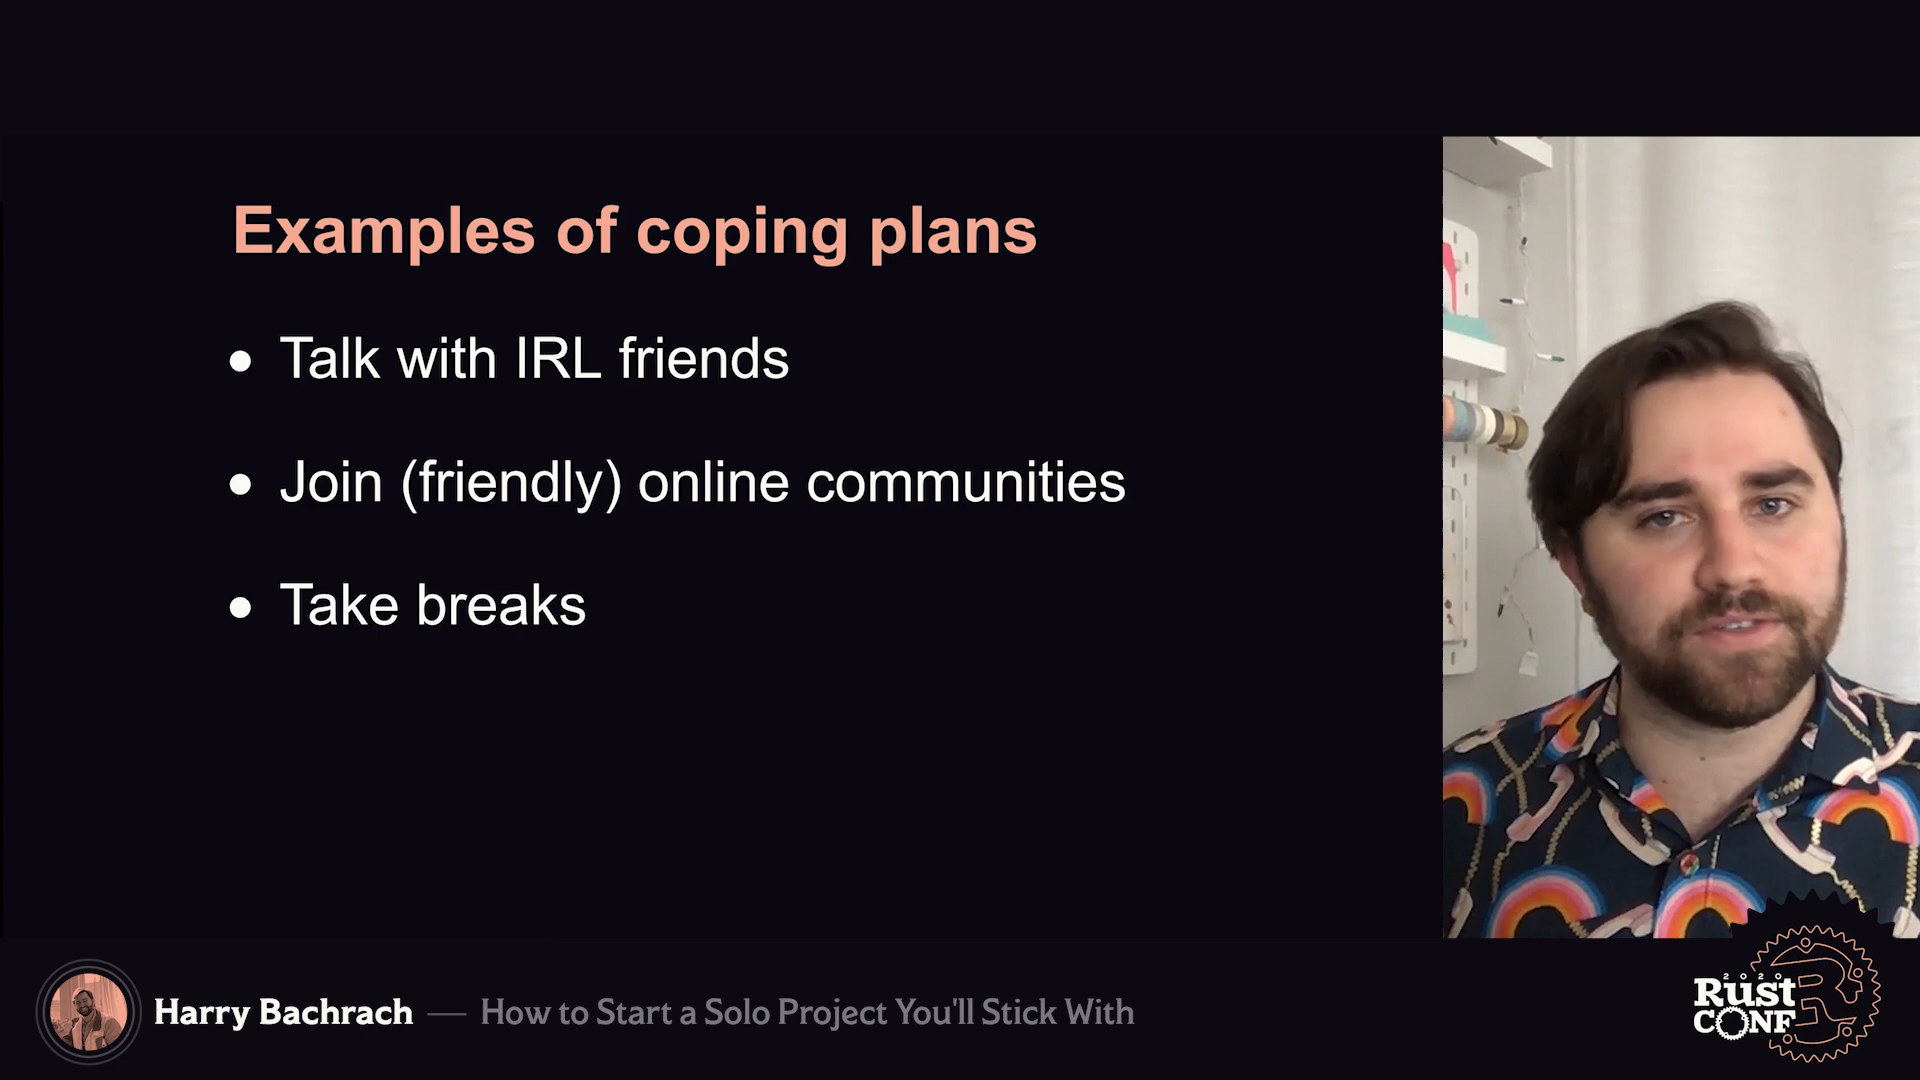 Examples of coping plans
● Talk with IRL friends
● Join (friendly) online communities
● Take breaks
Harry Bachrach — How to Start a Solo Project You'll Stick With
2020
Rust
CONF